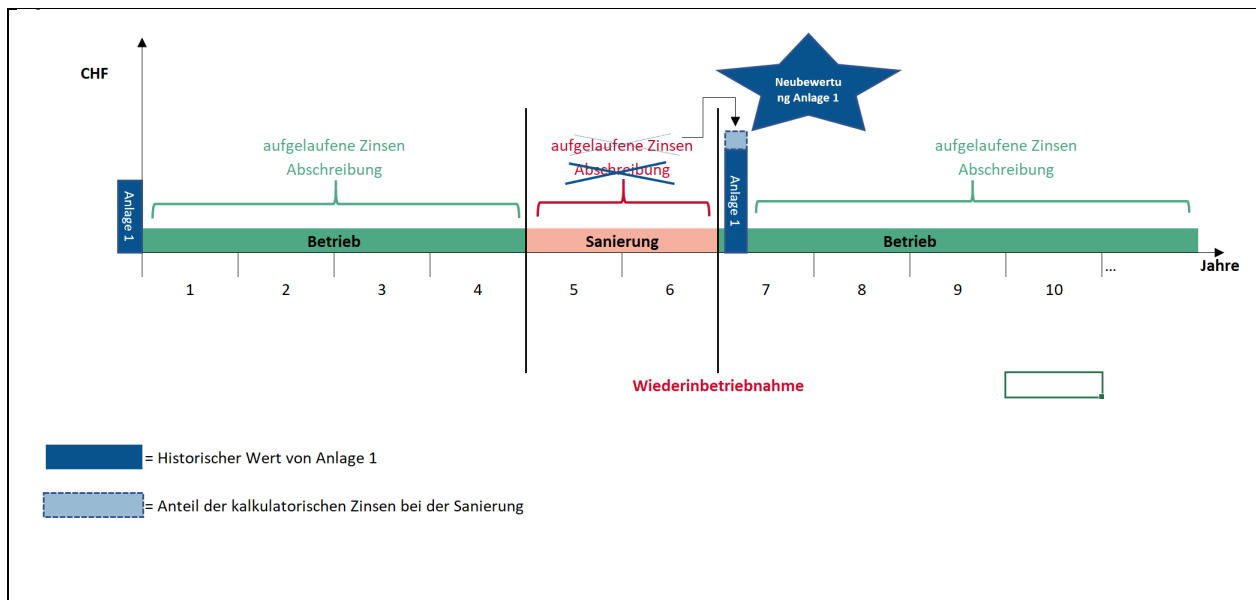 CHF
Neubewertu
ng Anlage 1
aufgelaufene Zinsen
Abschreibung
aufgelaufene Zinsen
Abschreibung
aufgelaufene Zinsen
Abschreibung
Anlage 1
Anlage 1
Betrieb
Sanierung
Betrieb
Jahre
1 2 3 4 5 6 7 8 9 10 ...
Wiederinbetriebnahme
= Historischer Wert von Anlage 1
= Anteil der kalkulatorischen Zinsen bei der Sanierung